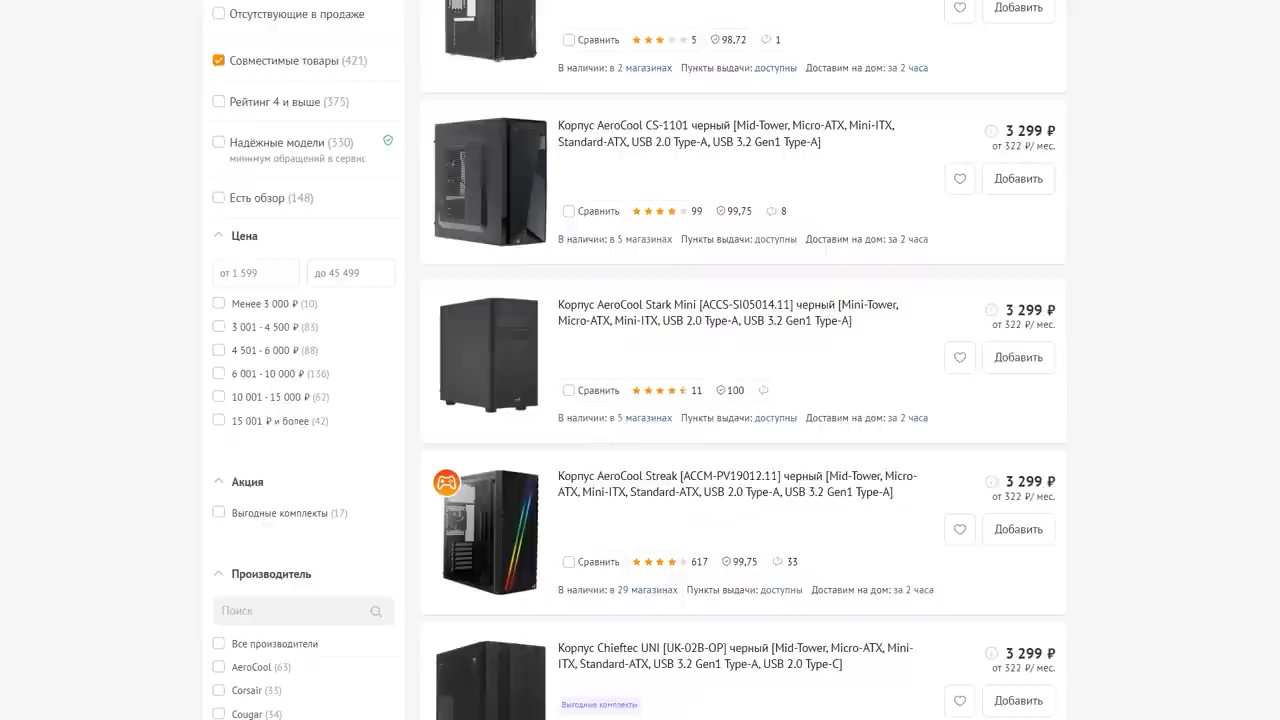 Отсутствующие в продаже
Совместимые товары (421)
Рейтинг 4 и выше (375)
Надёжные модели (330)
минимум обращений в сервис
Есть обзор (148)
Цена
от 1 599
до 45 499
Менее 3 000 ₽ (10)
3 001 - 4 500 ₽ (83)
4 501 - 6 000 ₽ (88)
6 001 - 10 000 ₽ (136)
10 001 - 15 000 ₽ (62)
15 001 ₽ и более (42)
Акция
Выгодные комплекты (17)
Производитель
Поиск
Все производители
AeroCool (63)
Corsair (33)
Cougar (34)
Добавить
Сравнить 5 98,72 1
В наличии: в 2 магазинах Пункты выдачи: доступны Доставим на дом: за 2 часа
Корпус AeroCool CS-1101 черный [Mid-Tower, Micro-ATX, Mini-ITX,
Standard-ATX, USB 2.0 Type-A, USB 3.2 Gen1 Type-A]
3 299 ₽
от 322 ₽/ мес.
Добавить
Сравнить 99 99,75 8
В наличии: в 5 магазинах Пункты выдачи: доступны Доставим на дом: за 2 часа
Корпус AeroCool Stark Mini [ACCS-SI05014.11] черный [Mini-Tower,
Micro-ATX, Mini-ITX, USB 2.0 Type-A, USB 3.2 Gen1 Type-A]
3 299 ₽
от 322 ₽/ мес.
Добавить
Сравнить 11 100
В наличии: в 5 магазинах Пункты выдачи: доступны Доставим на дом: за 2 часа
Корпус AeroCool Streak [ACCM-PV19012.11] черный [Mid-Tower, Micro-
ATX, Mini-ITX, Standard-ATX, USB 2.0 Type-A, USB 3.2 Gen1 Type-A]
3 299 ₽
от 322 ₽/ мес.
Добавить
Сравнить 617 99,75 33
В наличии: в 29 магазинах Пункты выдачи: доступны Доставим на дом: за 2 часа
Корпус Chieftec UNI [UK-02B-OP] черный [Mid-Tower, Micro-ATX, Mini-
ITX, Standard-ATX, USB 3.2 Gen1 Type-A, USB 2.0 Type-C]
3 299 ₽
от 322 ₽/ мес.
Выгодные комплекты
Добавить